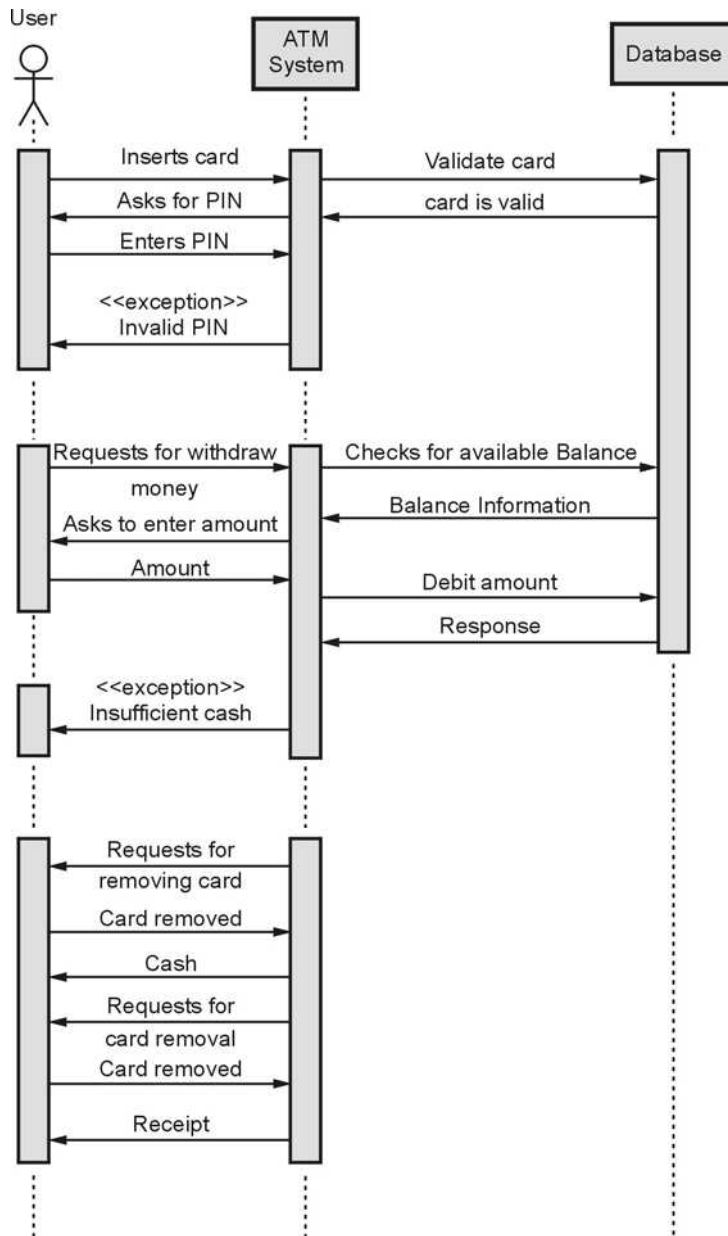 User
ATM
System
Database
Inserts card
Validate card
Asks for PIN
card is valid
Enters PIN
<<exception>>
Invalid PIN
Requests for withdraw
money
Checks for available Balance
Balance Information
Asks to enter amount
Amount
Debit amount
Response
<<exception>>
Insufficient cash
Requests for
removing card
Card removed
Cash
Requests for
card removal
Card removed
Receipt